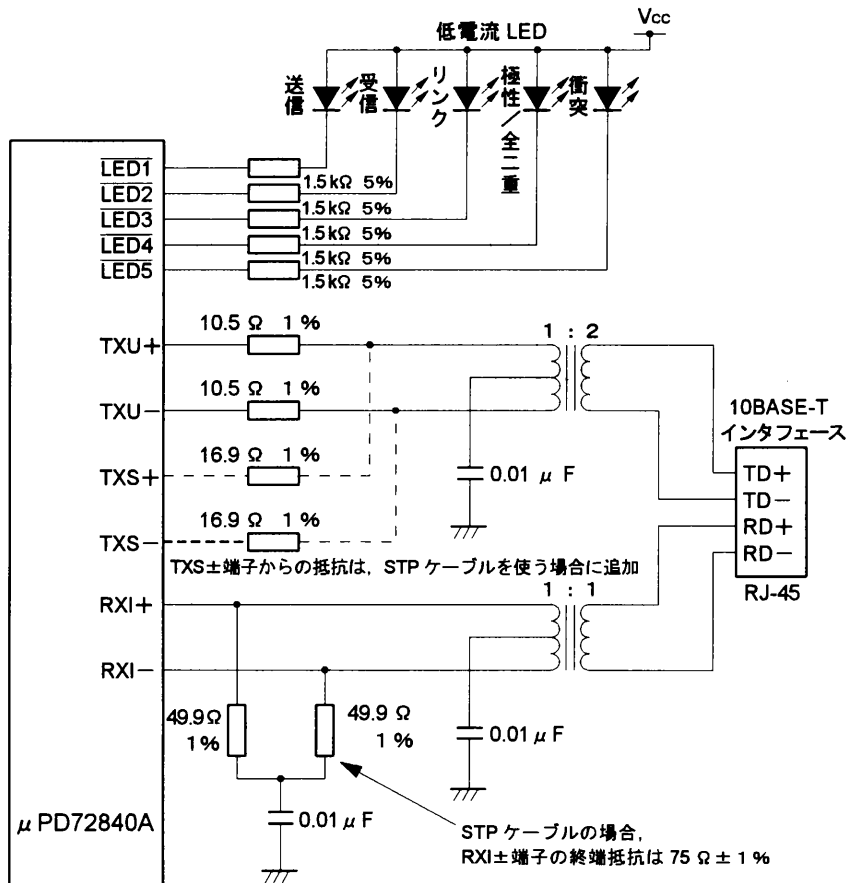 Vcc
低電流 LED
送信
受信
リンク
極性／全二重
衝突
LED1
LED2
1.5kΩ 5%
LED3
1.5kΩ 5%
LED4
1.5kΩ 5%
LED5
1.5kΩ 5%
1.5kΩ 5%
10.5 Ω 1 %
1 : 2
TXU+
10.5 Ω 1 %
TXU−
10BASE-T
インタフェース
16.9 Ω 1 %
TXS+
0.01 μ F
TD+
TD−
16.9 Ω 1 %
RD+
TXS−
RD−
TXS±端子からの抵抗は，STP ケーブルを使う場合に追加
1 : 1
RJ-45
RXI+
RXI−
49.9Ω
1%
49.9Ω
1%
0.01 μ F
μ PD72840A
0.01 μ F
STP ケーブルの場合，
RXI±端子の終端抵抗は 75 Ω ± 1 %